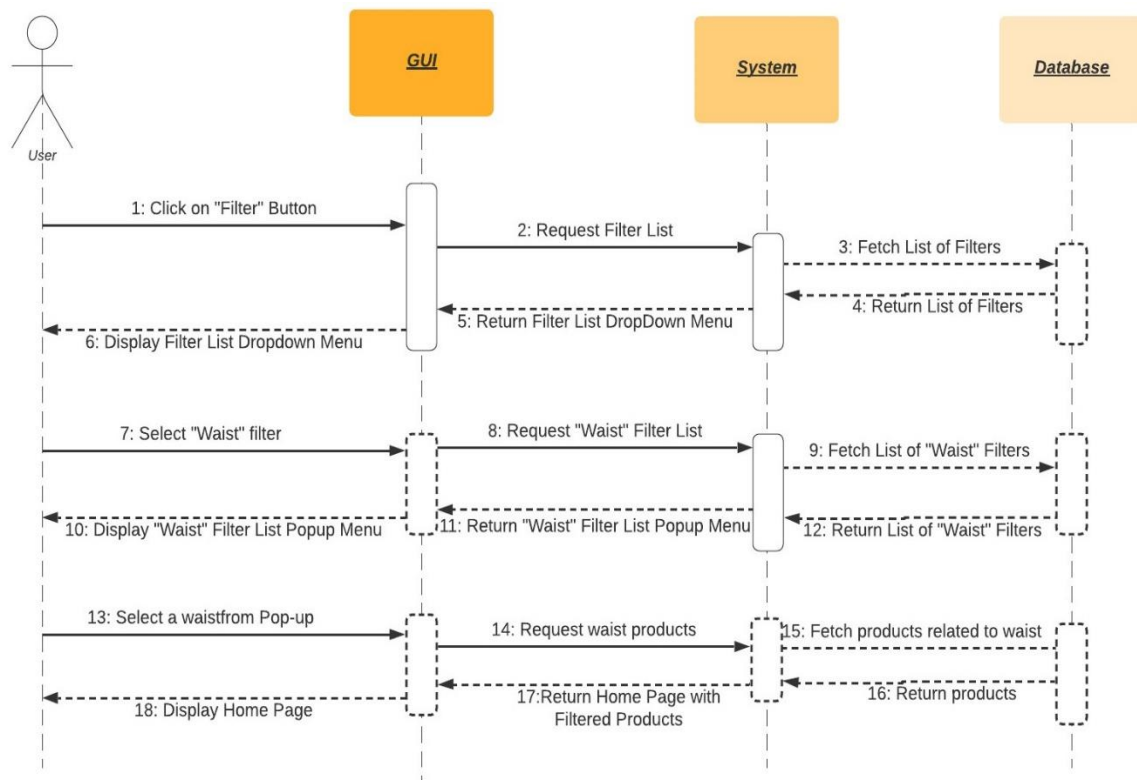 GUI
System
Database
User
1: Click on "Filter" Button
2: Request Filter List
3: Fetch List of Filters
4: Return List of Filters
5: Return Filter List DropDown Menu
6: Display Filter List Dropdown Menu
7: Select "Waist" filter
8: Request "Waist" Filter List
9: Fetch List of "Waist" Filters
10: Display "Waist" Filter List Popup Menu
11: Return "Waist" Filter List Popup Menu
12: Return List of "Waist" Filters
13: Select a waistfrom Pop-up
14: Request waist products
15: Fetch products related to waist
16: Return products
17:Return Home Page with
Filtered Products
18: Display Home Page